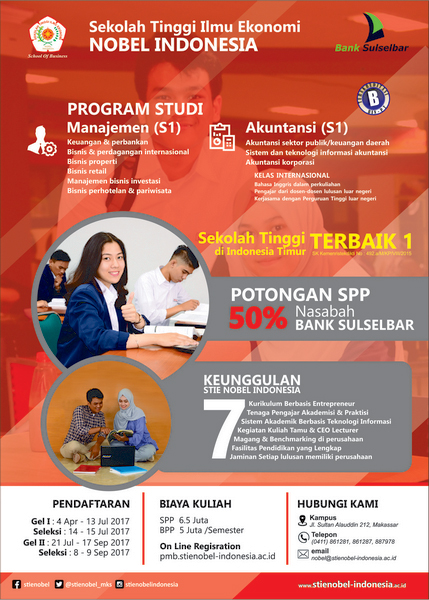 School Of Business
Sekolah Tinggi Ilmu Ekonomi
NOBEL INDONESIA
Bank Sulselbar
PROGRAM STUDI
Manajemen (S1)
Keuangan & perbankan
Bisnis & perdagangan internasional
Bisnis properti
Bisnis retail
Manajemen bisnis investasi
Bisnis perhotelan & pariwisata
B
Akuntansi (S1)
Akuntansi sektor publik/keuangan daerah
Sistem dan teknologi informasi akuntansi
Akuntansi korporasi
KELAS INTERNASIONAL
Bahasa Inggris dalam perkuliahan
Pengajar dari dosen-dosen lulusan luar negeri
Kerjasama dengan Perguruan Tinggi luar negeri
Sekolah Tinggi
di Indonesia Timur
TERBAIK 1
POTONGAN SPP
50% Nasabah
BANK SULSELBAR
KEUNGGULAN
STIE NOBEL INDONESIA
7
Kurikulum Berbasis Entrepreneur
Tenaga Pengajar Akademisi & Praktisi
Sistem Akademik Berbasis Teknologi Informasi
Kegiatan Kuliah Tamu & CEO Lecturer
Magang & Benchmarking di perusahaan
Fasilitas Pendidikan yang Lengkap
Jaminan Setiap lulusan memiliki perusahaan
PENDAFTARAN
Gel I : 4 Apr - 13 Jul 2017
Seleksi : 14 - 15 Jul 2017
Gel II : 21 Jul - 17 Sep 2017
Seleksi : 8 - 9 Sep 2017
BIAYA KULIAH
SPP 6.5 Juta
BPP 5 Juta /Semester
On Line Regisration
pmb.stienobel-indonesia.ac.id
HUBUNGI KAMI
Kampus
Jl. Sultan Alauddin 212, Makassar
Telepon
(0411) 861281, 861287, 887978
email
nobel@stienobel-indonesia.ac.id
stienobel
@stienobel_mks
stienobelindonesia
www.stienobel-indonesia.ac.id